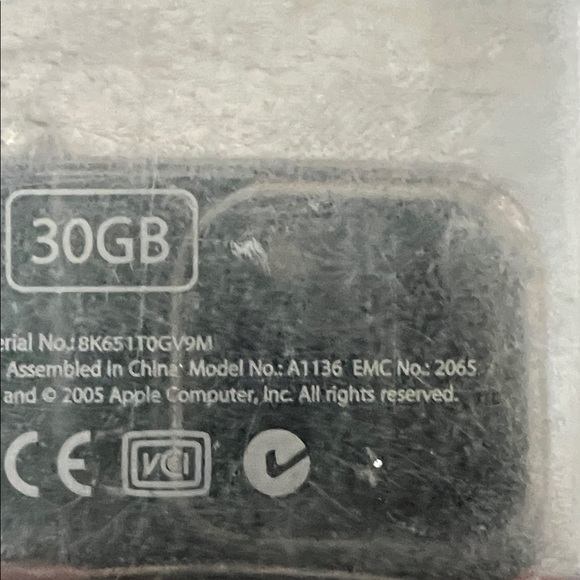 30GB
erial No.: 8K651T0GV9M
Assembled in China Model No.: A1136 EMC No.: 2065
and © 2005 Apple Computer, Inc. All rights reserved.
CE VCI